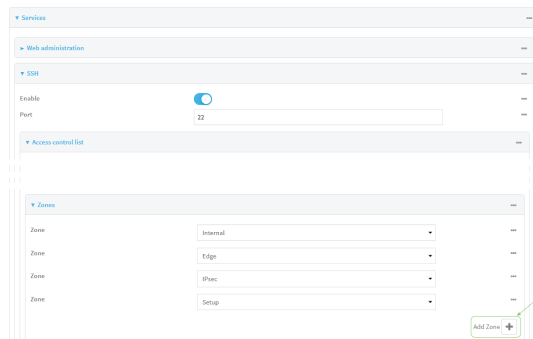 Services
Web administration
SSH
Enable
Port 22
Access control list
Zones
Zone Internal
Zone Edge
Zone IPsec
Zone Setup
Add Zone